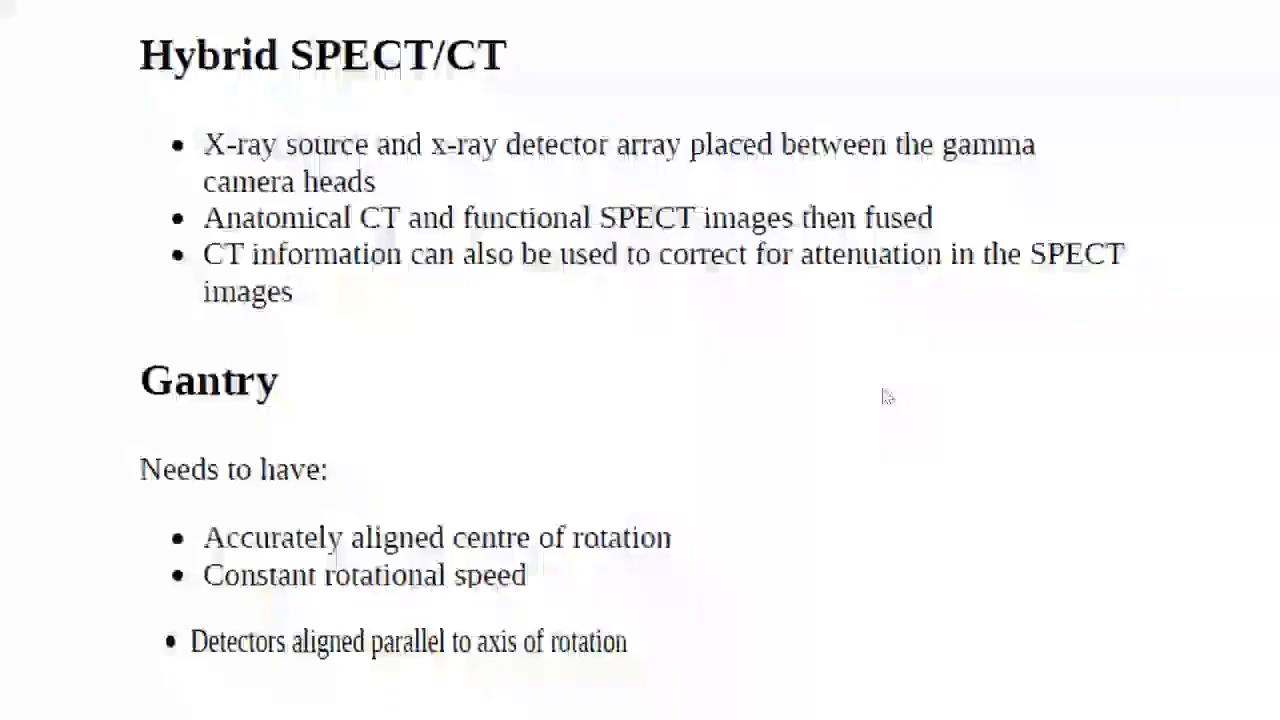 Hybrid SPECT/CT
• X-ray source and x-ray detector array placed between the gamma
camera heads
• Anatomical CT and functional SPECT images then fused
• CT information can also be used to correct for attenuation in the SPECT
images
Gantry
Needs to have:
• Accurately aligned centre of rotation
• Constant rotational speed
• Detectors aligned parallel to axis of rotation